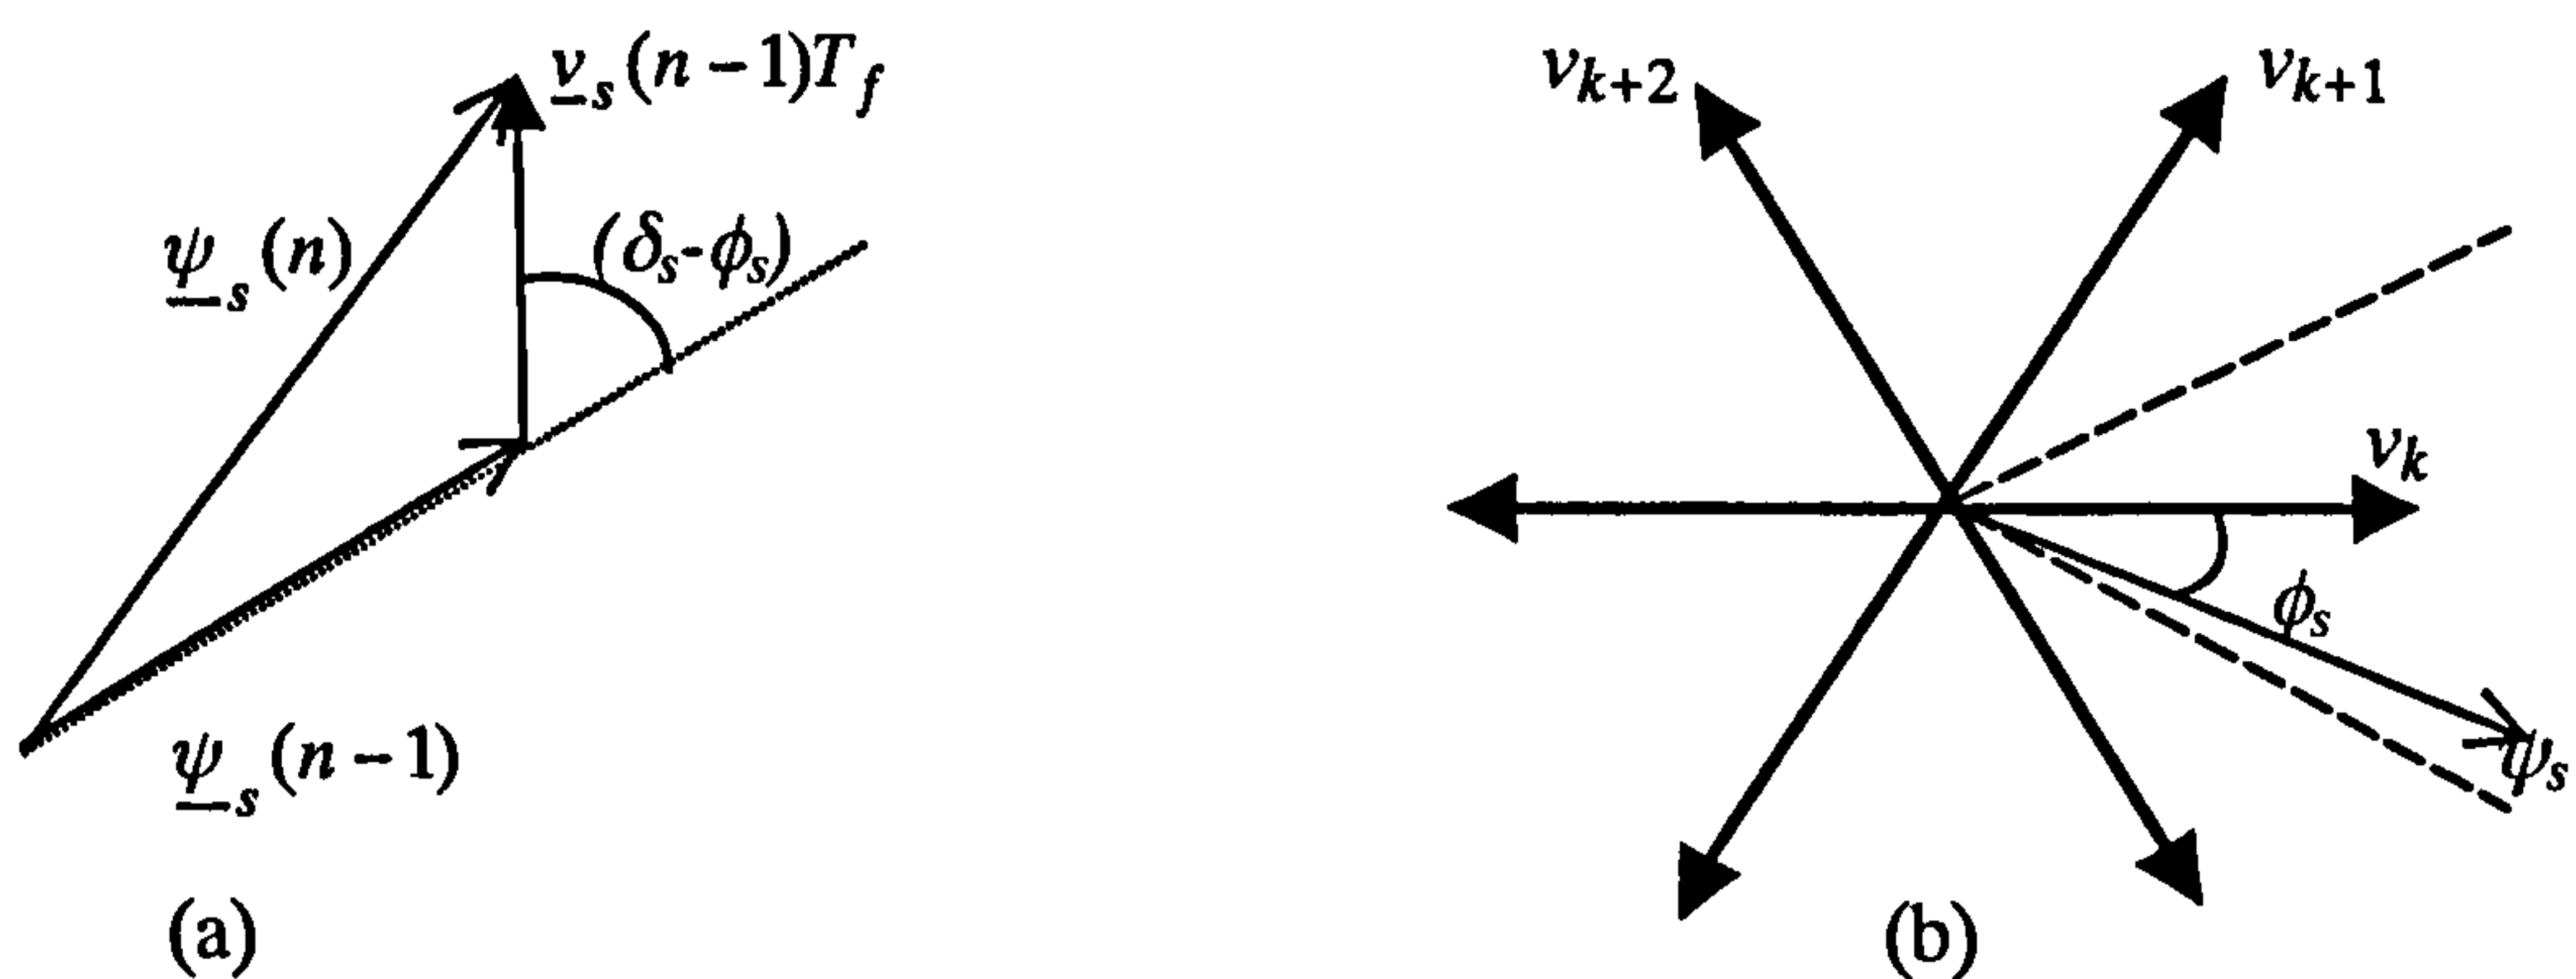 v_s(n-1)T_f
ψ_s(n)
(δ_s-ϕ_s)
ψ_s(n-1)
(a)
v_{k+2}
v_{k+1}
v_k
ϕ_s
ψ_s
(b)